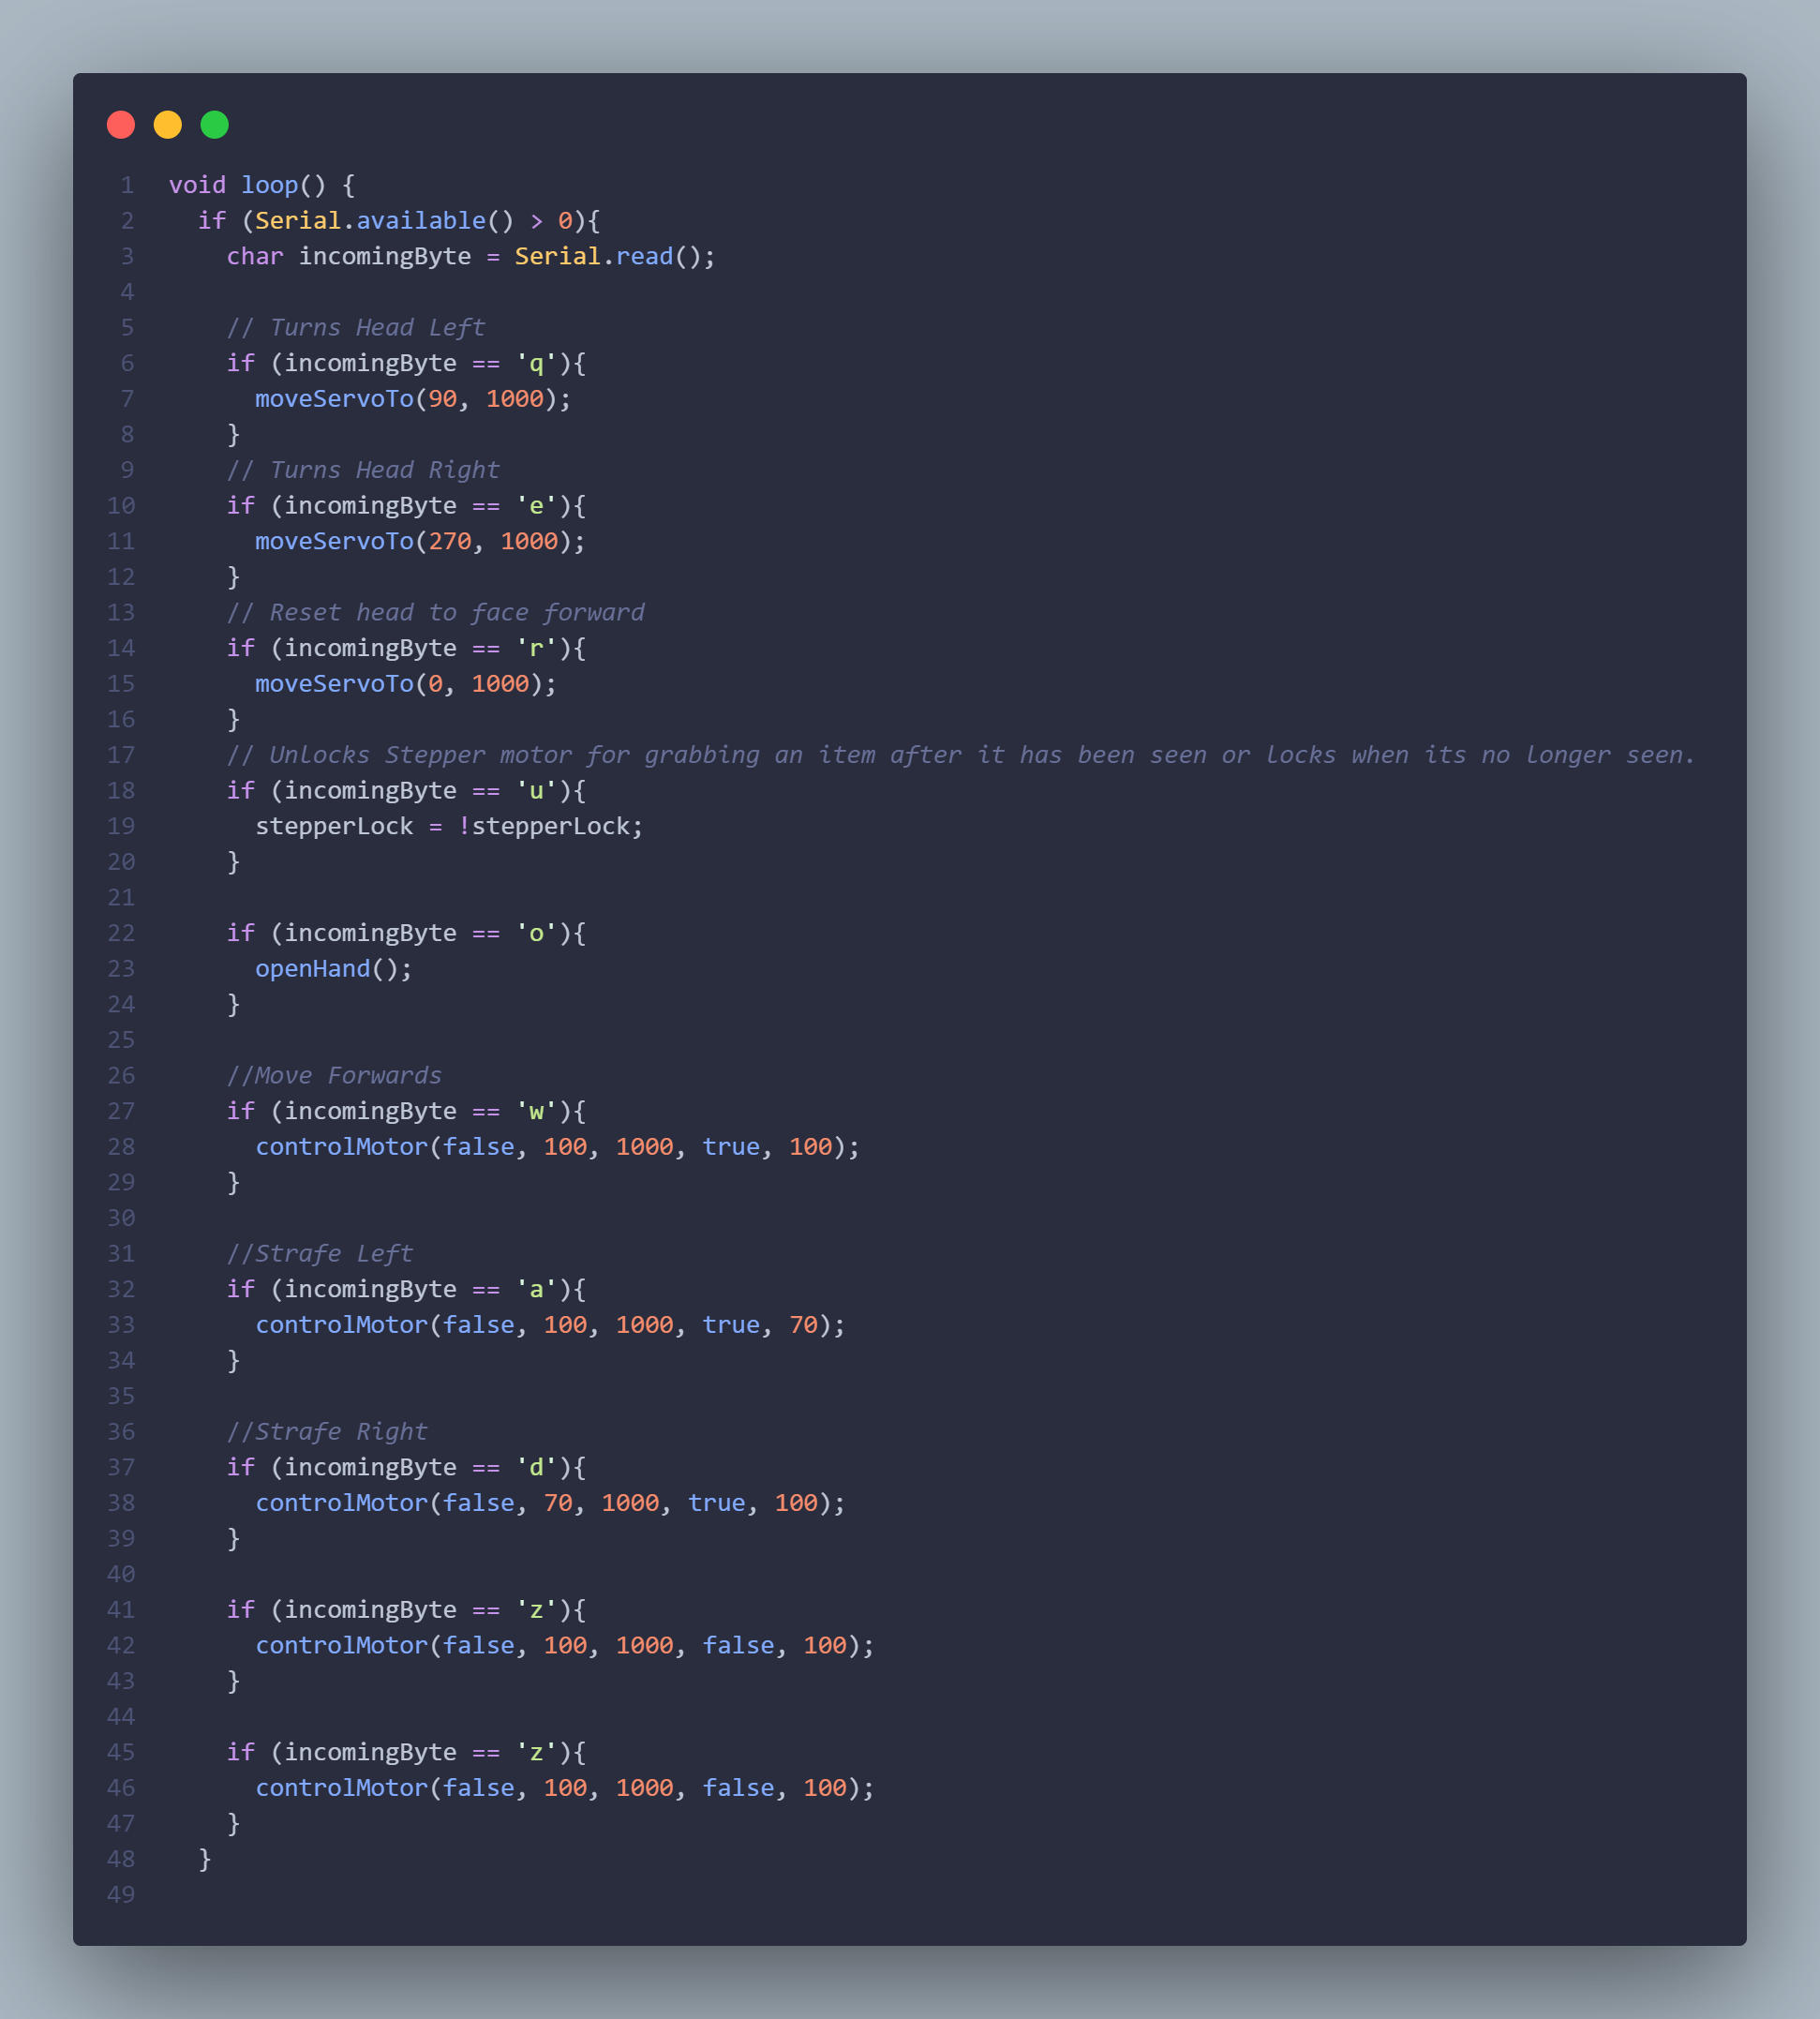 1 void loop() {
2   if (Serial.available() > 0){
3     char incomingByte = Serial.read();
4
5     // Turns Head Left
6     if (incomingByte == 'q'){
7       moveServoTo(90, 1000);
8     }
9     // Turns Head Right
10     if (incomingByte == 'e'){
11       moveServoTo(270, 1000);
12     }
13     // Reset head to face forward
14     if (incomingByte == 'r'){
15       moveServoTo(0, 1000);
16     }
17     // Unlocks Stepper motor for grabbing an item after it has been seen or locks when its no longer seen.
18     if (incomingByte == 'u'){
19       stepperLock = !stepperLock;
20     }
21
22     if (incomingByte == 'o'){
23       openHand();
24     }
25
26     //Move Forwards
27     if (incomingByte == 'w'){
28       controlMotor(false, 100, 1000, true, 100);
29     }
30
31     //Strafe Left
32     if (incomingByte == 'a'){
33       controlMotor(false, 100, 1000, true, 70);
34     }
35
36     //Strafe Right
37     if (incomingByte == 'd'){
38       controlMotor(false, 70, 1000, true, 100);
39     }
40
41     if (incomingByte == 'z'){
42       controlMotor(false, 100, 1000, false, 100);
43     }
44
45     if (incomingByte == 'z'){
46       controlMotor(false, 100, 1000, false, 100);
47     }
48   }
49